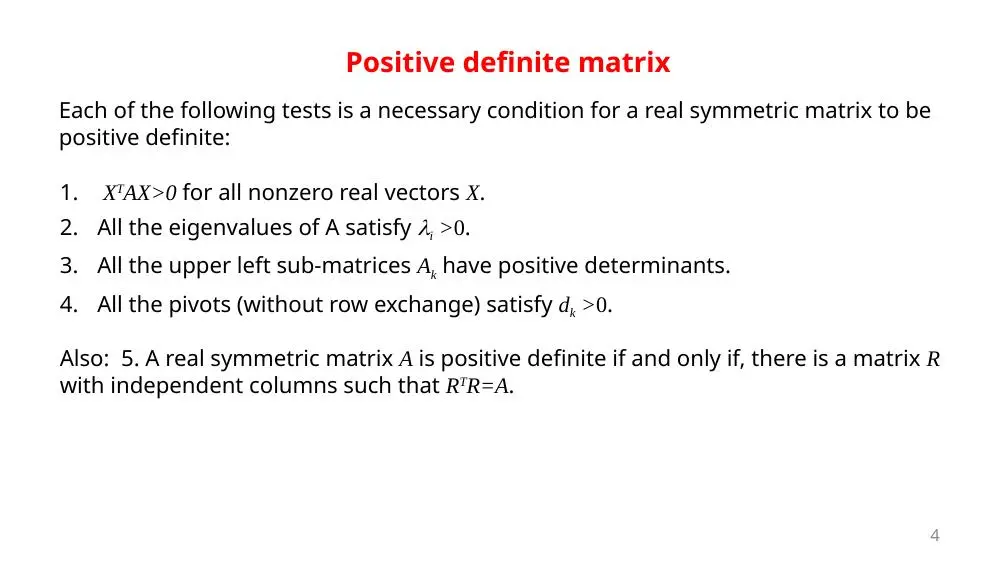 Positive definite matrix
Each of the following tests is a necessary condition for a real symmetric matrix to be
positive definite:
1. XᵀAX>0 for all nonzero real vectors X.
2. All the eigenvalues of A satisfy λᵢ >0.
3. All the upper left sub-matrices Aₖ have positive determinants.
4. All the pivots (without row exchange) satisfy dₖ >0.
Also: 5. A real symmetric matrix A is positive definite if and only if, there is a matrix R
with independent columns such that RᵀR=A.
4